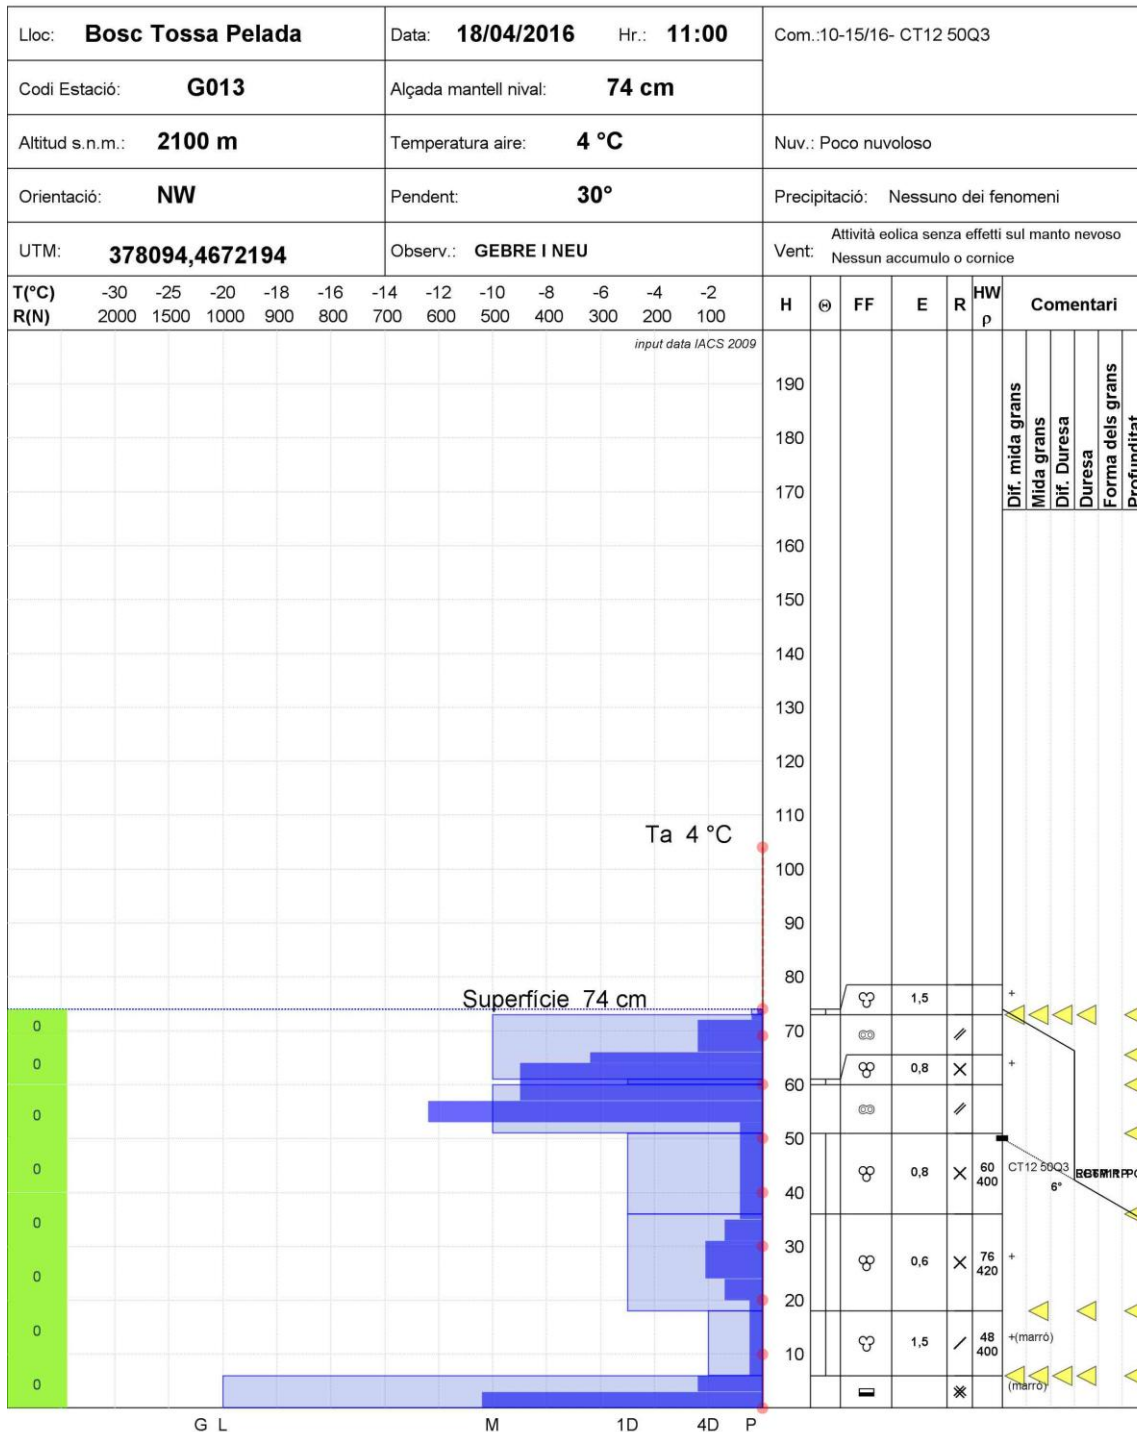 Lloc: Bosc Tossa Pelada Data: 18/04/2016 Hr.: 11:00 Com.:10-15/16- CT12 50Q3
Codi Estació: G013 Alçada mantell nival: 74 cm
Altitud s.n.m.: 2100 m Temperatura aire: 4 °C Nuv.: Poco nuvoloso
Orientació: NW Pendent: 30° Precipitació: Nessuno dei fenomeni
UTM: 378094,4672194 Observ.: GEBRE I NEU Vent: Attività eolica senza effetti sul manto nevoso
Nessun accumulo o cornice
T(°C) -30 -25 -20 -18 -16 -14 -12 -10 -8 -6 -4 -2
R(N) 2000 1500 1000 900 800 700 600 500 400 300 200 100
H Θ FF E R HW ρ Comentari
input data IACS 2009
Dif. mida grans
Mida grans
Dif. Duresa
Duresa
Forma dels grans
Profunditat
190
180
170
160
150
140
130
120
110
Ta 4 °C
100
90
80
Superfície 74 cm
1,5 +
0 70
0 0,8 +
60
0
50
0 0,8 60 400 CT12 50Q3
6°
40
0
30
0 0,6 76 420 +
20
0 1,5 48 400 +(marró)
10
0 (marró)
G L M 1D 4D P